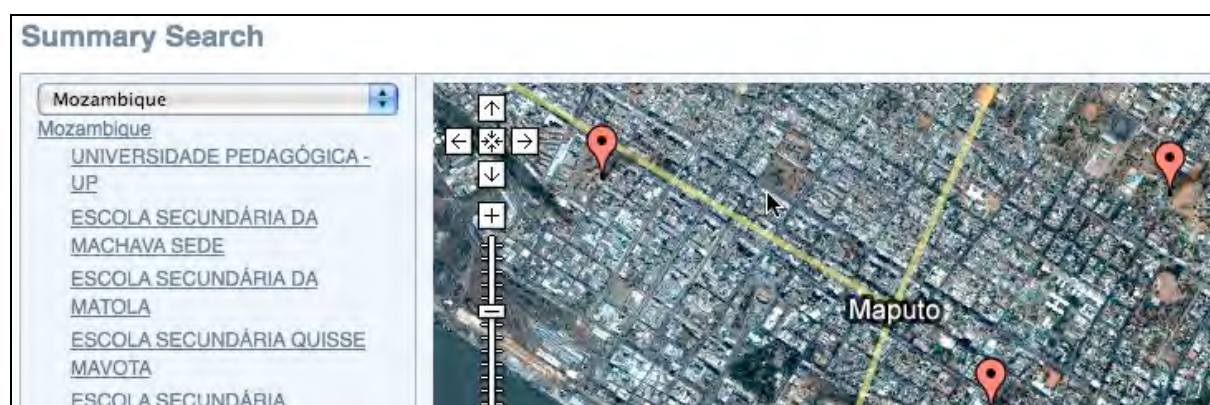 Summary Search
Mozambique
Mozambique
UNIVERSIDADE PEDAGÓGICA -
UP
ESCOLA SECUNDÁRIA DA
MACHAVA SEDE
ESCOLA SECUNDÁRIA DA
MATOLA
ESCOLA SECUNDÁRIA QUISSE
MAVOTA
ESCOLA SECUNDÁRIA
Maputo